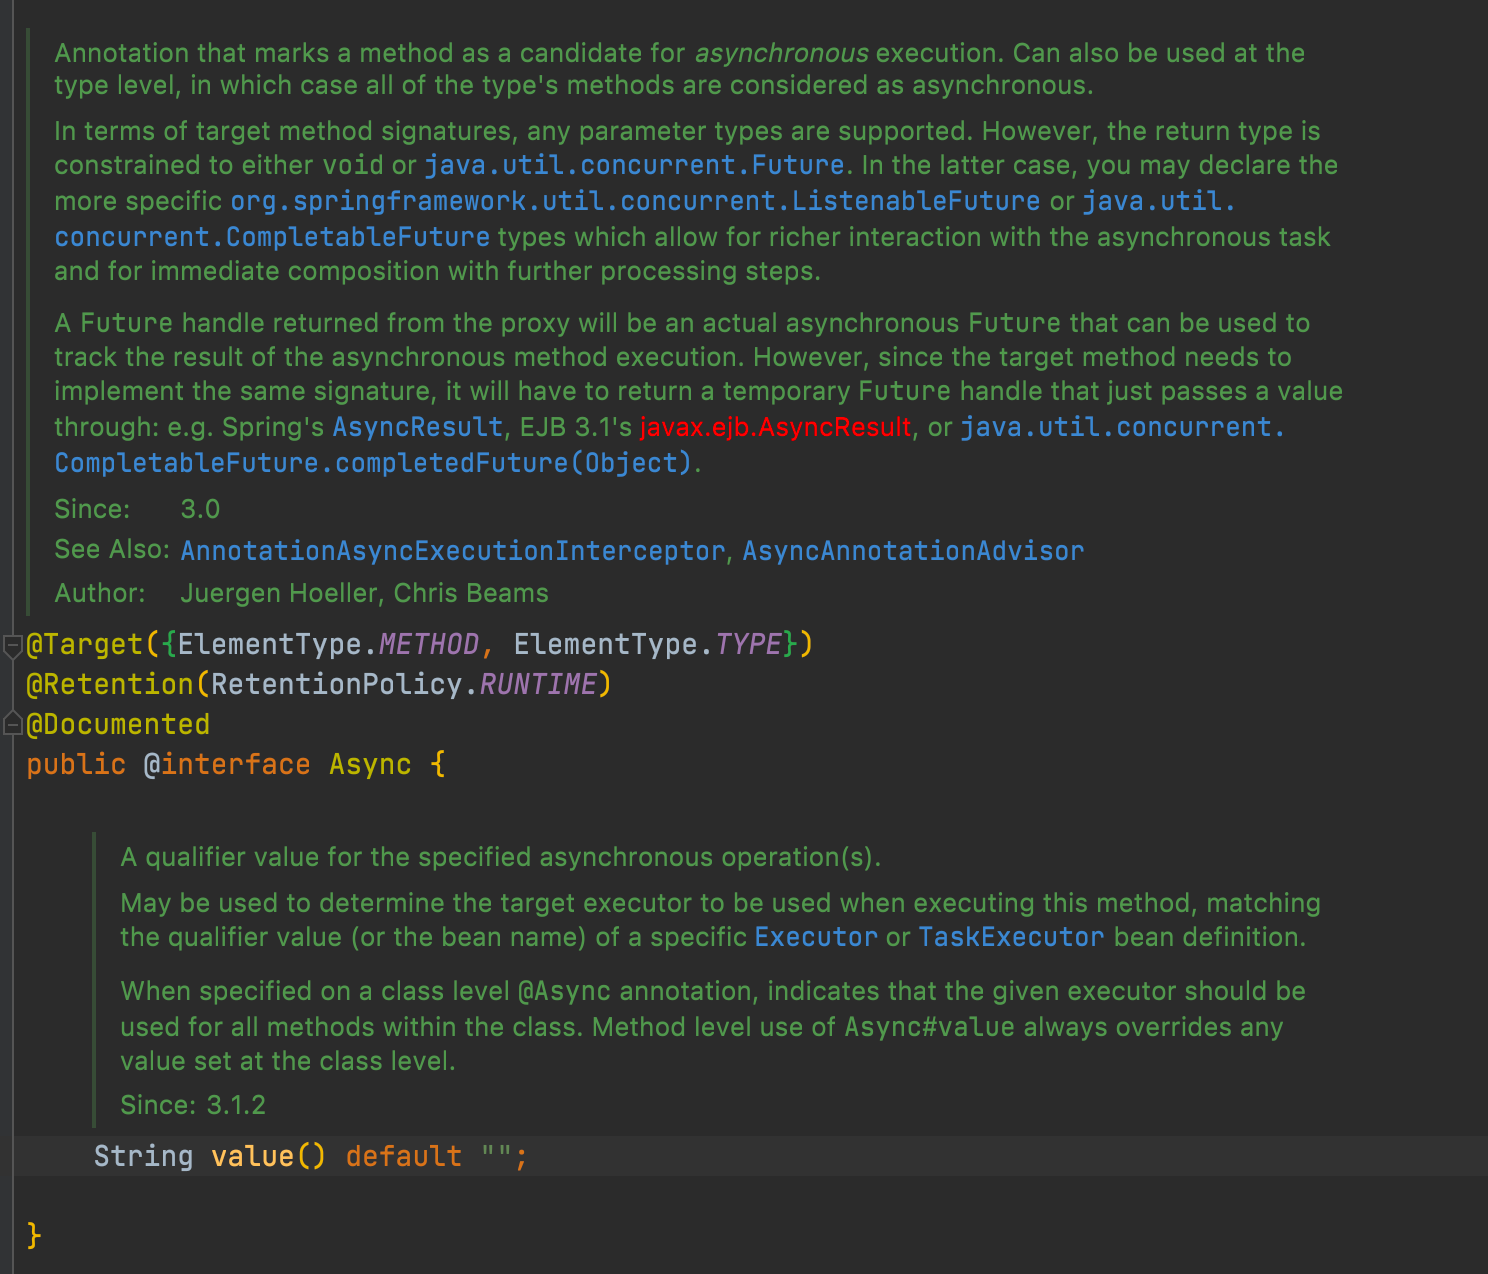 Annotation that marks a method as a candidate for asynchronous execution. Can also be used at the
type level, in which case all of the type's methods are considered as asynchronous.
In terms of target method signatures, any parameter types are supported. However, the return type is
constrained to either void or java.util.concurrent.Future. In the latter case, you may declare the
more specific org.springframework.util.concurrent.ListenableFuture or java.util.
concurrent.CompletableFuture types which allow for richer interaction with the asynchronous task
and for immediate composition with further processing steps.
A Future handle returned from the proxy will be an actual asynchronous Future that can be used to
track the result of the asynchronous method execution. However, since the target method needs to
implement the same signature, it will have to return a temporary Future handle that just passes a value
through: e.g. Spring's AsyncResult, EJB 3.1's javax.ejb.AsyncResult, or java.util.concurrent.
CompletableFuture.completedFuture(Object).
Since: 3.0
See Also: AnnotationAsyncExecutionInterceptor, AsyncAnnotationAdvisor
Author: Juergen Hoeller, Chris Beams
@Target({ElementType.METHOD, ElementType.TYPE})
@Retention(RetentionPolicy.RUNTIME)
@Documented
public @interface Async {
A qualifier value for the specified asynchronous operation(s).
May be used to determine the target executor to be used when executing this method, matching
the qualifier value (or the bean name) of a specific Executor or TaskExecutor bean definition.
When specified on a class level @Async annotation, indicates that the given executor should be
used for all methods within the class. Method level use of Async#value always overrides any
value set at the class level.
Since: 3.1.2
String value() default "";
}